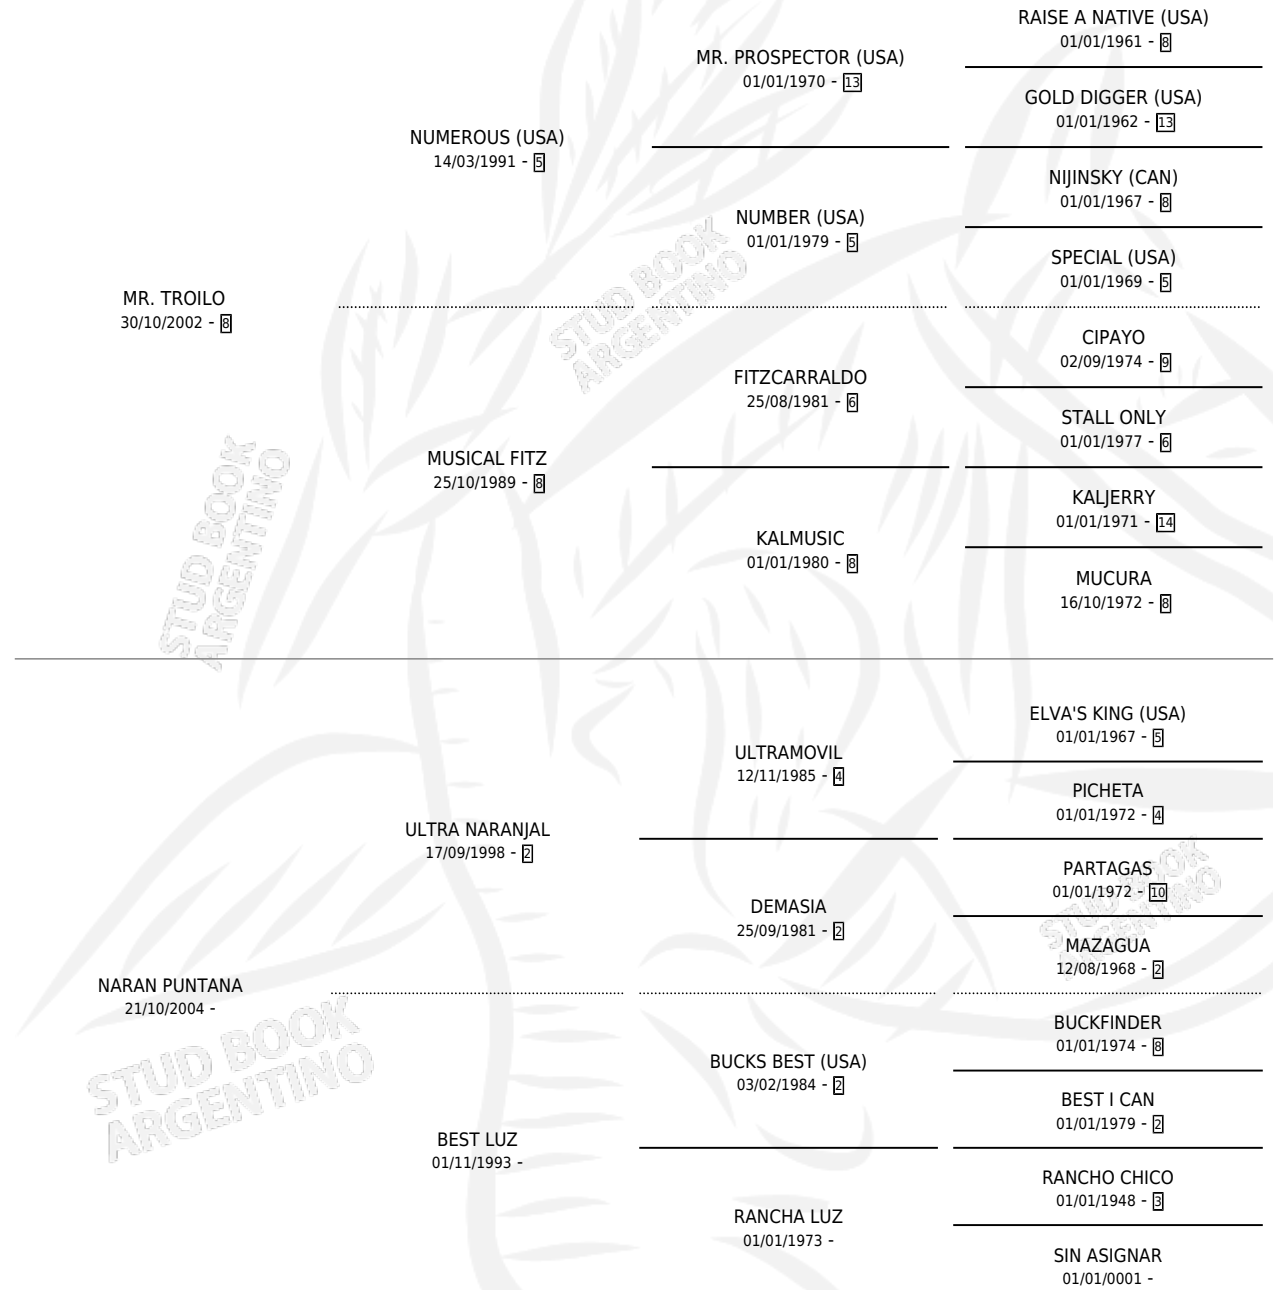 RAISE A NATIVE (USA)
01/01/1961 - 8
MR. PROSPECTOR (USA)
01/01/1970 - 13
GOLD DIGGER (USA)
01/01/1962 - 13
NUMEROUS (USA)
14/03/1991 - 5
NIJINSKY (CAN)
01/01/1967 - 8
NUMBER (USA)
01/01/1979 - 5
SPECIAL (USA)
01/01/1969 - 5
MR. TROILO
30/10/2002 - 8
CIPAYO
02/09/1974 - 9
FITZCARRALDO
25/08/1981 - 6
STALL ONLY
01/01/1977 - 6
MUSICAL FITZ
25/10/1989 - 8
KALJERRY
01/01/1971 - 14
KALMUSIC
01/01/1980 - 8
MUCURA
16/10/1972 - 8
STUD BOOK
ARGENTINO
STUD BOOK
ARGENTINO
ELVA'S KING (USA)
01/01/1967 - 5
ULTRAMOVIL
12/11/1985 - 4
PICHETA
01/01/1972 - 4
ULTRA NARANJAL
17/09/1998 - 2
PARTAGAS
01/01/1972 - 10
DEMASIA
25/09/1981 - 2
MAZAGUA
12/08/1968 - 2
STUD BOOK
ARGENTINO
NARAN PUNTANA
21/10/2004 -
BUCKFINDER
01/01/1974 - 8
BUCKS BEST (USA)
03/02/1984 - 2
BEST I CAN
01/01/1979 - 2
BEST LUZ
01/11/1993 -
RANCHO CHICO
01/01/1948 - 3
RANCHA LUZ
01/01/1973 -
SIN ASIGNAR
01/01/0001 -
STUD BOOK
ARGENTINO